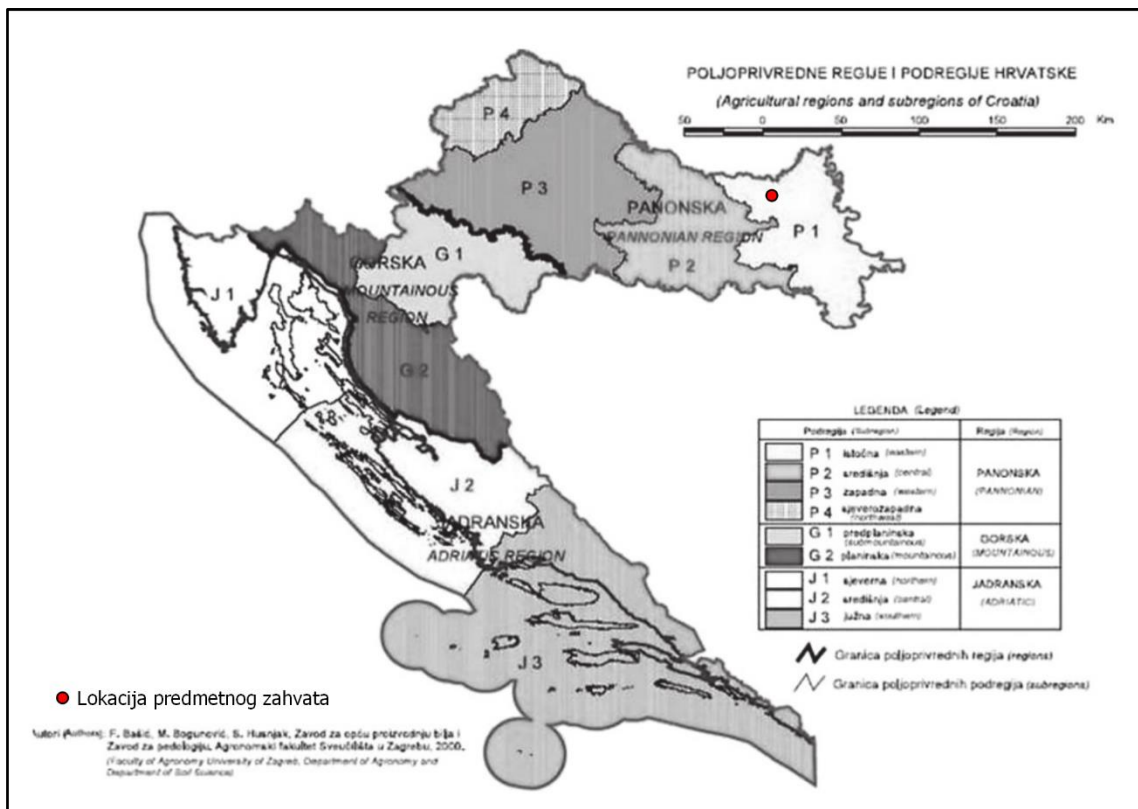 POLJOPRIVREDNE REGIJE I PODREGIJE HRVATSKE
(Agricultural regions and subregions of Croatia)
50 0 50 100 150 200 Km
P 4
P 3
PANONSKA
PANNONIAN REGION
P 1
P 2
G 1
GORSKA
MOUNTAINOUS
REGION
J 1
G 2
J 2
JADRANSKA
ADRIATIC REGION
J 3
LEGENDA (Legend)
Podregija (Subregion) Regija (Region)
P 1 istočna (eastern)
P 2 središnja (central)
P 3 zapadna (western)
P 4 sjeverozapadna
(northwest)
PANONSKA
(PANNONIAN)
G 1 predplaninska
(submountainous)
G 2 planinska (mountainous)
GORSKA
(MOUNTAINOUS)
J 1 sjeverna (northern)
J 2 središnja (central)
J 3 južna (southern)
JADRANSKA
(ADRIATIC)
Granica poljoprivrednih regija (regions)
Granica poljoprivrednih podregija (subregions)
Lokacija predmetnog zahvata
Autori (Authors): F. Bašić, M. Bogunović, S. Husnjak, Zavod za opću proizvodnju bilja i
Zavod za pedologiju, Agronomski fakultet Sveučilišta u Zagrebu, 2000.
(Faculty of Agronomy University of Zagreb, Department of Agronomy and
Department of Soil Science)